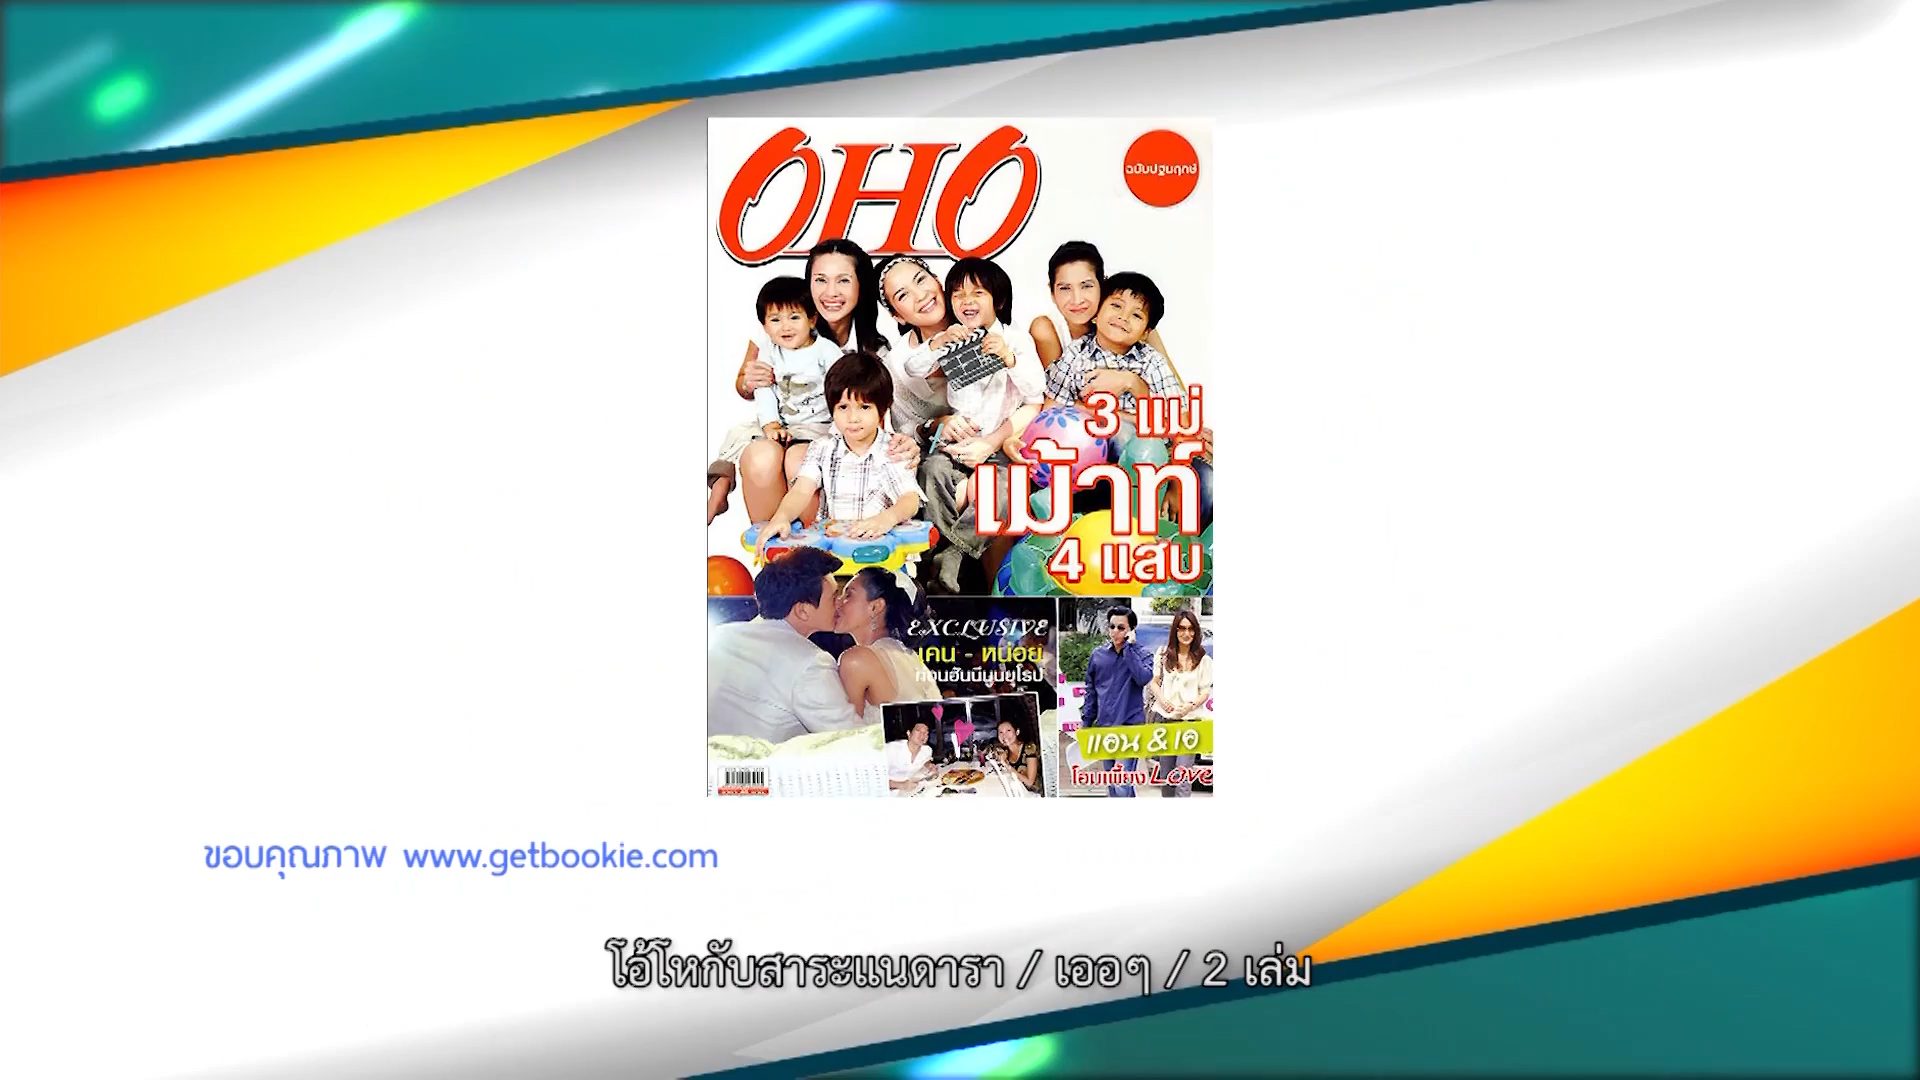 OHO
ฉบับปฐมฤกษ์
3 แม่
เม้าท์
4 แสบ
EXCLUSIVE
เคน - หน่อย
ก่อนฮันนีมูนยุโรป
แอน & เอ
โอมเพี้ยง Love
ขอบคุณภาพ www.getbookie.com
โอ้โหกับสาระแนดารา / เออๆ / 2 เล่ม